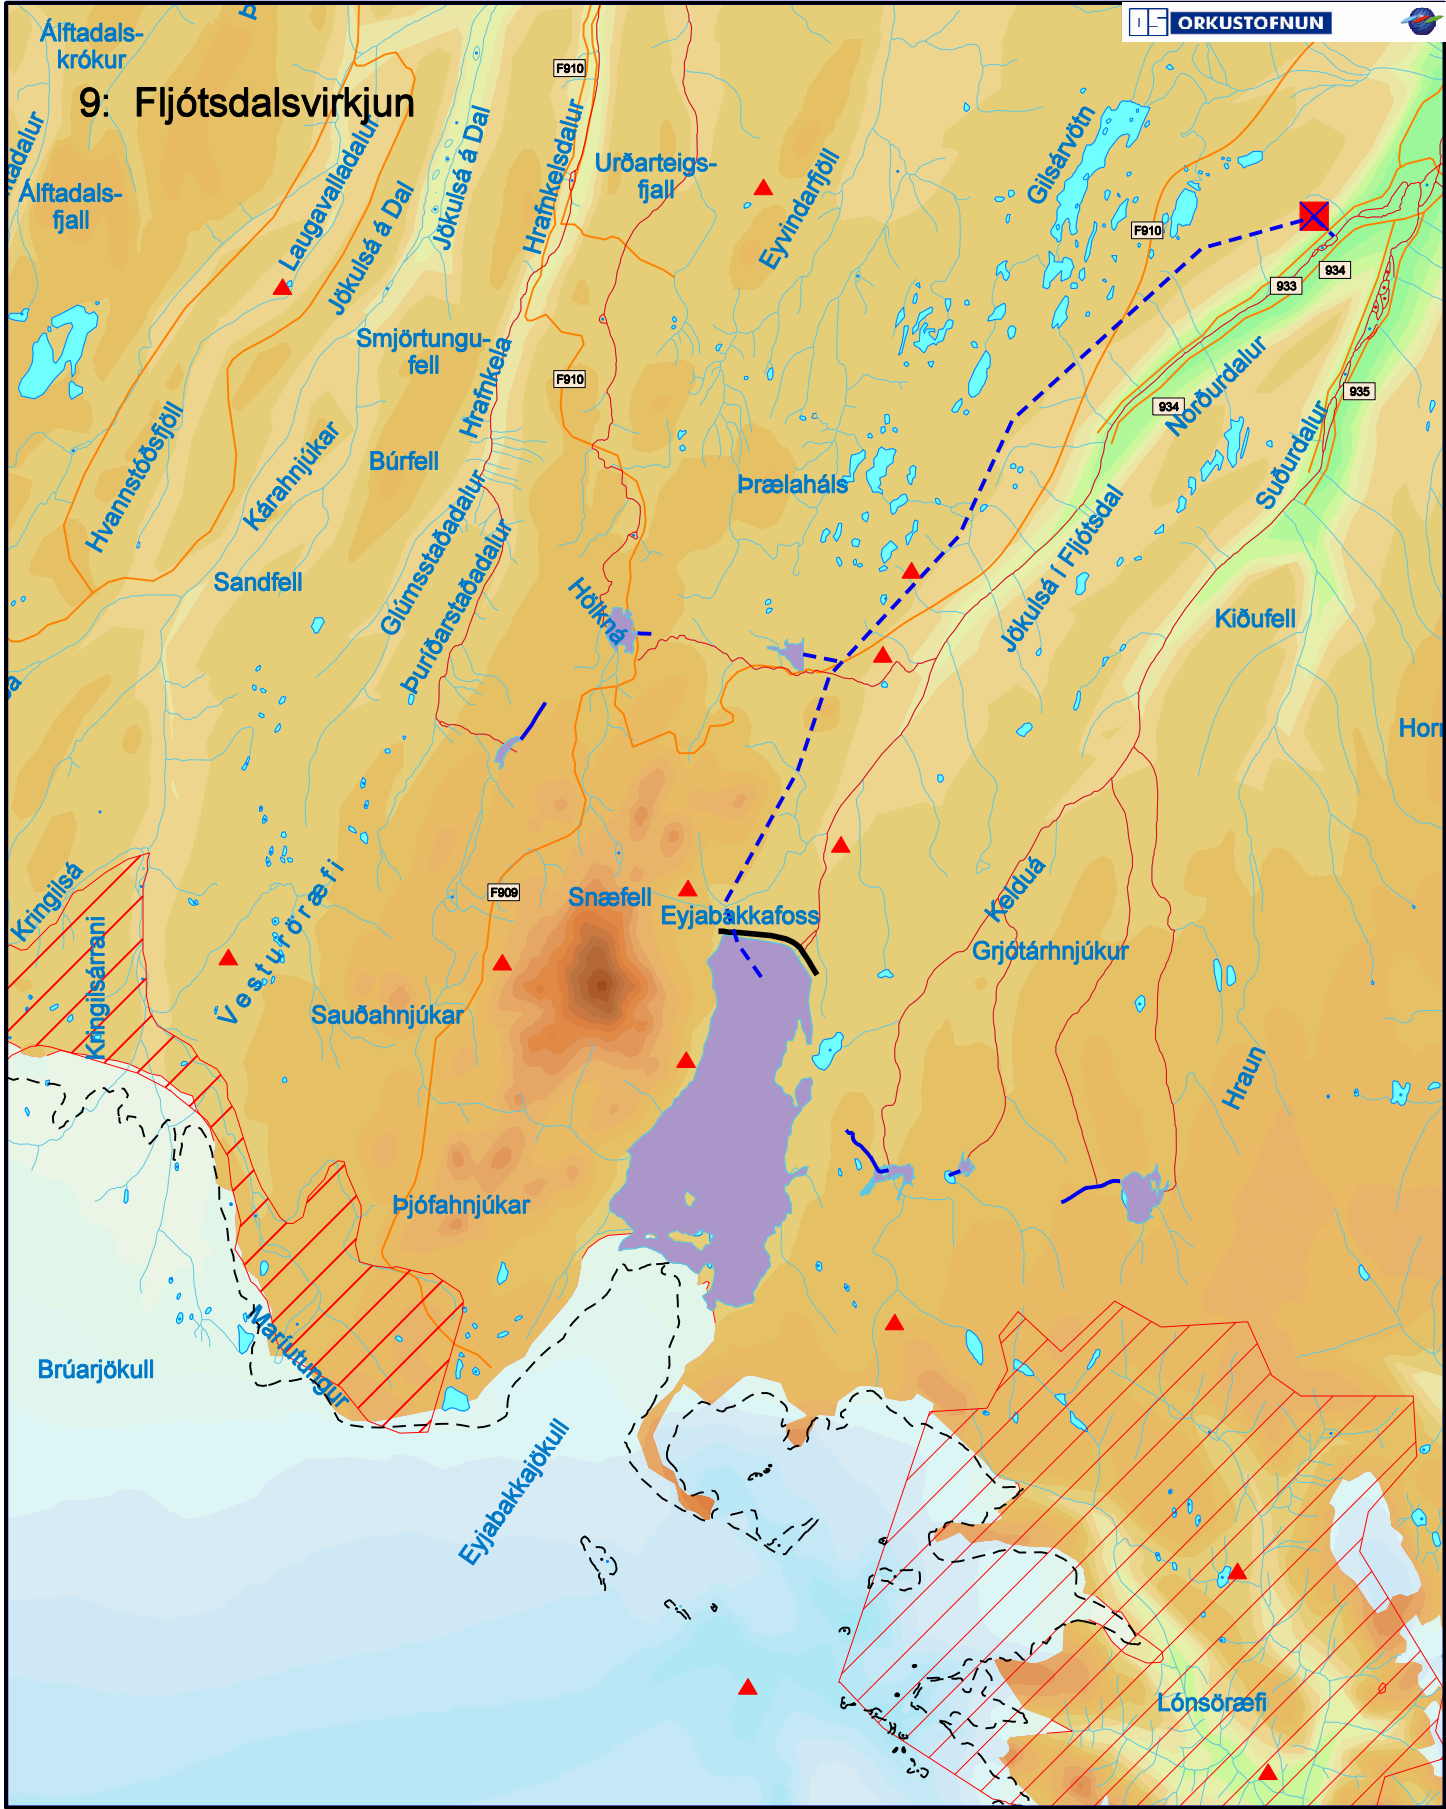 Álftadals-
krókur
ORKUSTOFNUN
9: Fljótsdalsvirkjun
F910
Laugavalladalur
Jökulsá á Dal
Jökulsá á Dal
Hrafnkelsdalur
Urðarteigs-
fjall
Eyvindarfjöll
Gilsárvötn
Álftadals-
fjall
F910
934
933
Smjörtungu-
fell
Hrafnkela
F910
935
934
Norðurdalur
Suðurdalur
Hvannstóðsfjöll
Kárahnjúkar
Búrfell
Þrælaháls
Glúmsstaðadalur
Þuríðarstaðadalur
Jökulsá í Fljótsdal
Sandfell
Hölkná
Kiðufell
Horn
Kringilsá
Kringilsárrani
Vesturöræfi
F909
Snæfell
Eyjabakkafoss
Kelduá
Grjótárhnjúkur
Sauðahnjúkar
Hraun
Þjófahnjúkar
Maríutungur
Brúarjökull
Eyjabakkajökull
Lónsöræfi